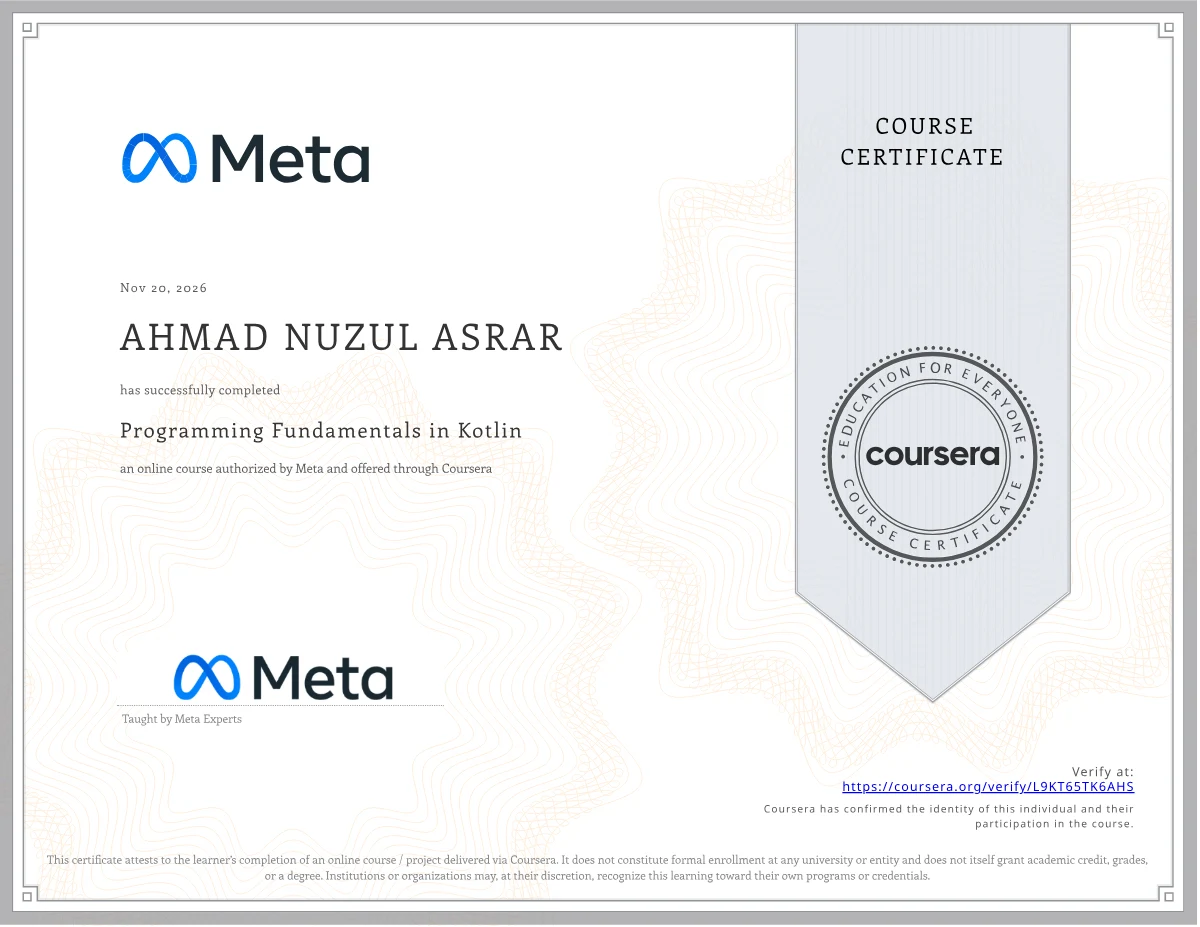 Meta
COURSE
CERTIFICATE
Nov 20, 2026
AHMAD NUZUL ASRAR
has successfully completed
Programming Fundamentals in Kotlin
an online course authorized by Meta and offered through Coursera
EDUCATION FOR EVERYONE
coursera
COURSE CERTIFICATE
Meta
Taught by Meta Experts
Verify at:
https://coursera.org/verify/L9KT65TK6AHS
Coursera has confirmed the identity of this individual and their
participation in the course.
This certificate attests to the learner's completion of an online course / project delivered via Coursera. It does not constitute formal enrollment at any university or entity and does not itself grant academic credit, grades,
or a degree. Institutions or organizations may, at their discretion, recognize this learning toward their own programs or credentials.